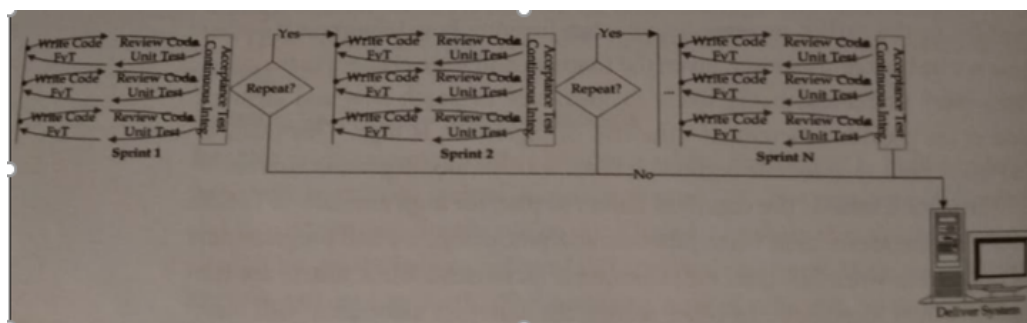 Yes
Yes
Write Code Review Code
FvT Unit Test
Write Code Review Code
FvT Unit Test
Write Code Review Code
FvT Unit Test
Acceptance Test
Continuous Integ.
Sprint 1
Repeat?
Write Code Review Code
FvT Unit Test
Write Code Review Code
FvT Unit Test
Write Code Review Code
FvT Unit Test
Acceptance Test
Continuous Integ.
Sprint 2
Repeat?
Write Code Review Code
FvT Unit Test
Write Code Review Code
FvT Unit Test
Write Code Review Code
FvT Unit Test
Acceptance Test
Continuous Integ.
Sprint N
No
Deliver System